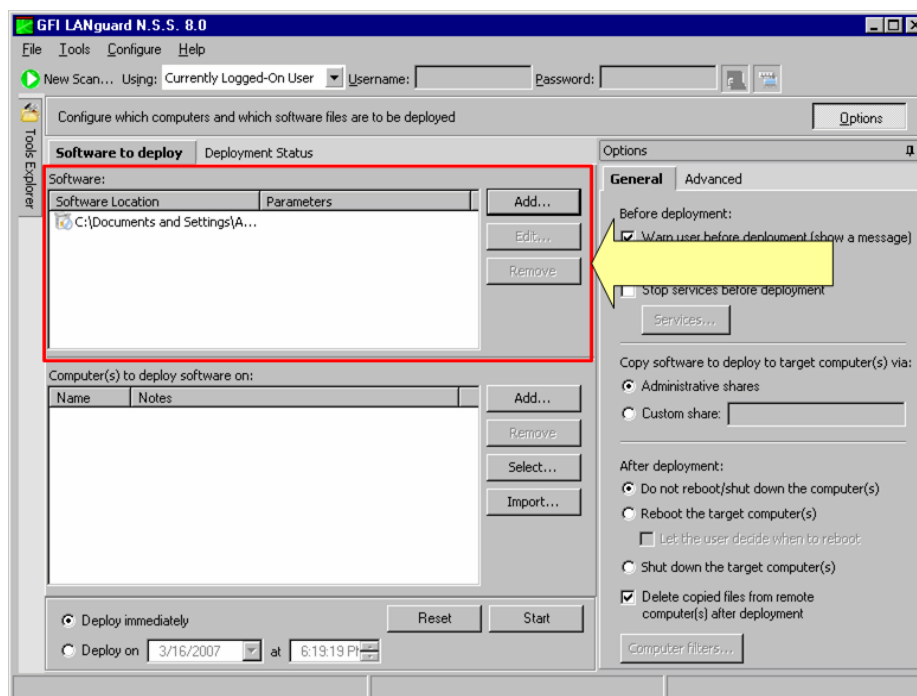 GFI LANguard N.S.S. 8.0
File Tools Configure Help
New Scan... Using: Currently Logged-On User Username: Password:
Tools Explorer
Configure which computers and which software files are to be deployed
Options
Software to deploy Deployment Status
Software:
Software Location Parameters
C:\Documents and Settings\A...
Add...
Edit...
Remove
Computer(s) to deploy software on:
Name Notes
Add...
Remove
Select...
Import...
Deploy immediately
Reset Start
Deploy on 3/16/2007 at 6:19:19 PM
Options
General Advanced
Before deployment:
Warn user before deployment (show a message)
Stop services before deployment
Services...
Copy software to deploy to target computer(s) via:
Administrative shares
Custom share:
After deployment:
Do not reboot/shut down the computer(s)
Reboot the target computer(s)
Let the user decide when to reboot
Shut down the target computer(s)
Delete copied files from remote
computer(s) after deployment
Computer filters...